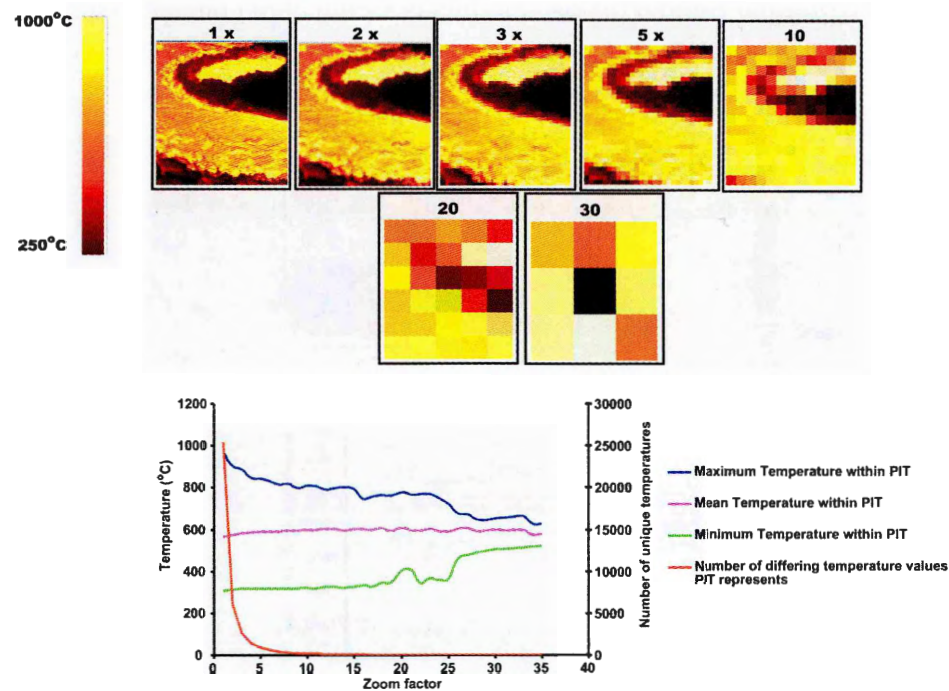 1000°C
250°C
1 x
2 x
3 x
5 x
10
20
30
1200
1000
800
600
400
200
0
Temperature (°C)
0
5
10
15
20
25
30
35
40
Zoom factor
30000
25000
20000
15000
10000
5000
0
Number of unique temperatures
Maximum Temperature within PIT
Mean Temperature within PIT
Minimum Temperature within PIT
Number of differing temperature values
PIT represents